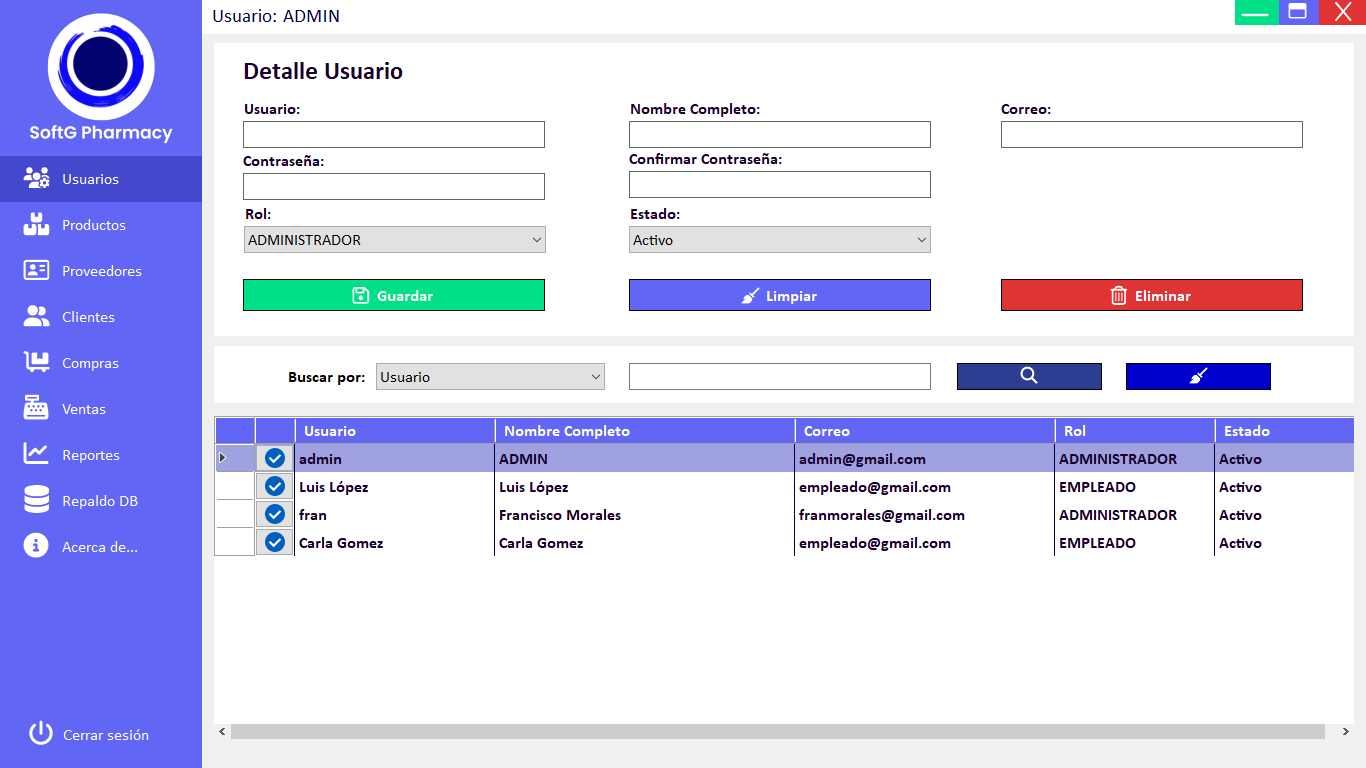 Usuario: ADMIN
SoftG Pharmacy
Usuarios
Productos
Proveedores
Clientes
Compras
Ventas
Reportes
Repaldo DB
Acerca de...
Cerrar sesión
Detalle Usuario
Usuario: Nombre Completo: Correo:
Contraseña: Confirmar Contraseña:
Rol: Estado:
ADMINISTRADOR Activo
Guardar Limpiar Eliminar
Buscar por: Usuario
Usuario Nombre Completo Correo Rol Estado
admin ADMIN admin@gmail.com ADMINISTRADOR Activo
Luis López Luis López empleado@gmail.com EMPLEADO Activo
fran Francisco Morales franmorales@gmail.com ADMINISTRADOR Activo
Carla Gomez Carla Gomez empleado@gmail.com EMPLEADO Activo